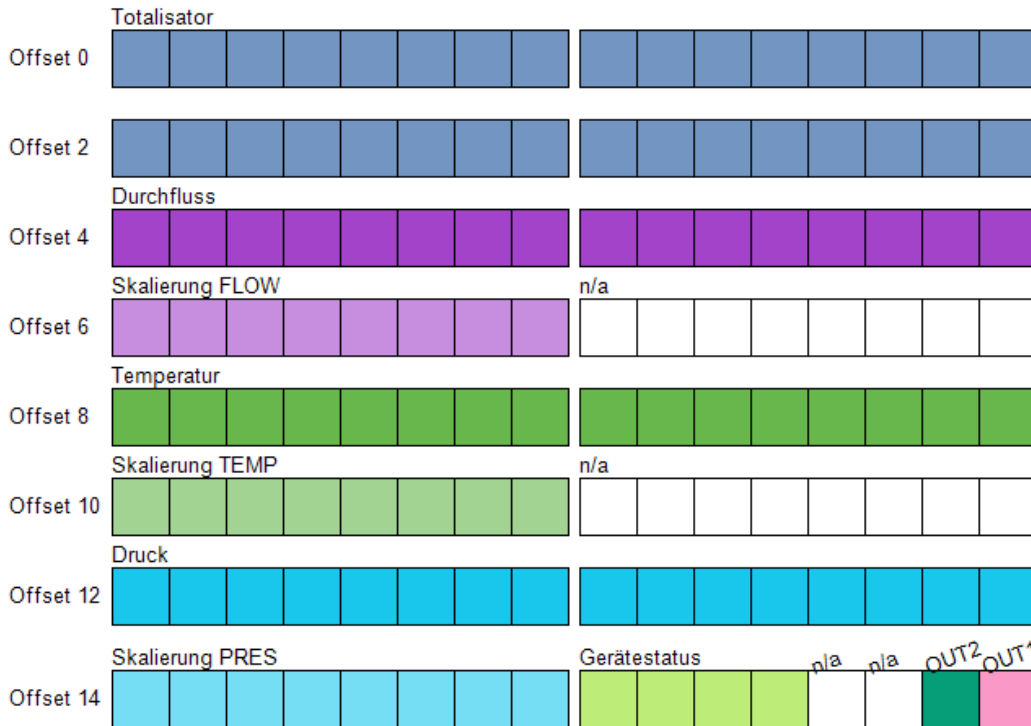 Totalisator
Offset 0
Offset 2
Durchfluss
Offset 4
Skalierung FLOW n/a
Offset 6
Temperatur
Offset 8
Skalierung TEMP n/a
Offset 10
Druck
Offset 12
Skalierung PRES Gerätestatus n/a n/a OUT2 OUT1
Offset 14